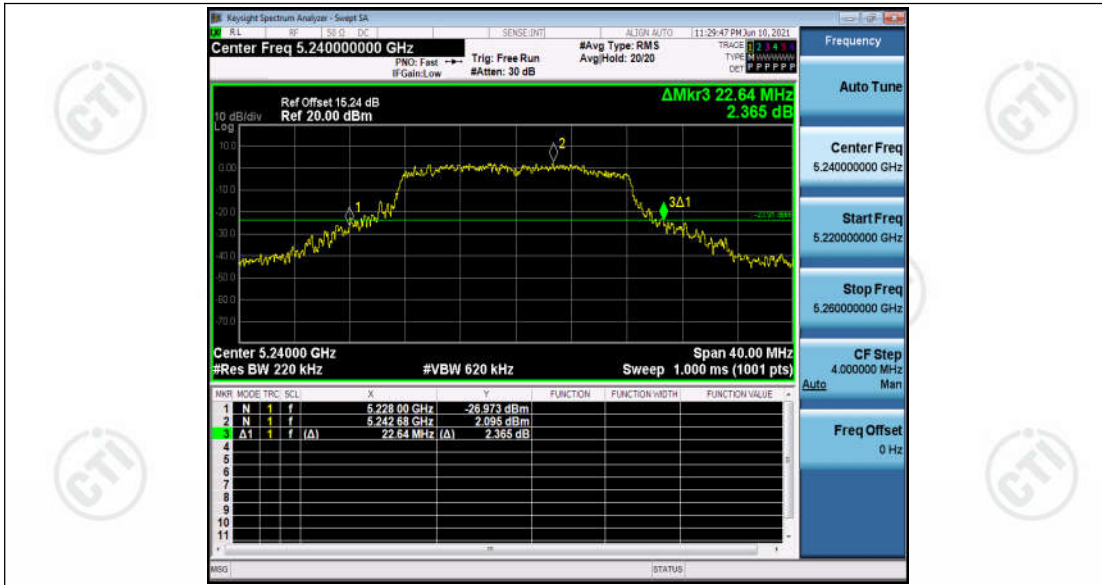 Keysight Spectrum Analyzer - Swept SA
RL RF 50 Ω DC SENSE:INT ALIGN AUTO 11:29:47 PM Jun 10, 2021
Center Freq 5.240000000 GHz #Avg Type: RMS TRACE 1 2 3 4 5 6
PNO: Fast Trig: Free Run Avg|Hold: 20/20 TYPE M WWWWW
IFGain:Low #Atten: 30 dB DET P P P P P P
Frequency
Auto Tune
Center Freq
5.240000000 GHz
Start Freq
5.220000000 GHz
Stop Freq
5.260000000 GHz
CF Step
4.000000 MHz
Auto Man
Freq Offset
0 Hz
ΔMkr3 22.64 MHz
Ref Offset 15.24 dB
10 dB/div Ref 20.00 dBm 2.365 dB
Log
10.0
0.00
-10.0
-20.0
-30.0
-40.0
-50.0
-60.0
-70.0
1
2
3Δ1
Center 5.24000 GHz Span 40.00 MHz
#Res BW 220 kHz #VBW 620 kHz Sweep 1.000 ms (1001 pts)
MKR MODE TRC SCL X Y FUNCTION FUNCTION WIDTH FUNCTION VALUE
1 N 1 f 5.228 00 GHz -26.973 dBm
2 N 1 f 5.242 68 GHz 2.095 dBm
3 Δ1 1 f (Δ) 22.64 MHz (Δ) 2.365 dB
4
5
6
7
8
9
10
11
MSG STATUS
CTI
CTI
CTI
CTI